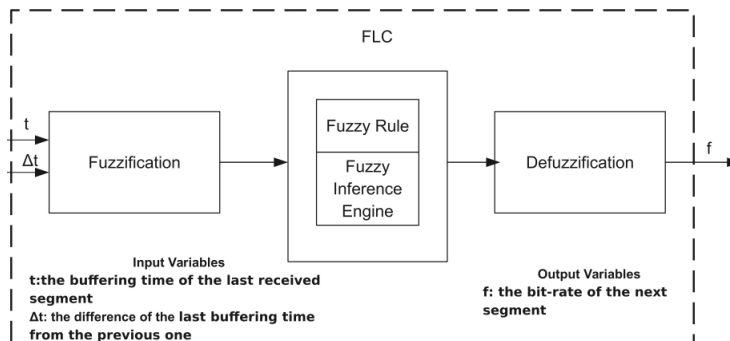 FLC
t
Δt
Fuzzification
Fuzzy Rule
Fuzzy
Inference
Engine
Defuzzification
f
Input Variables
t:the buffering time of the last received
segment
Δt: the difference of the last buffering time
from the previous one
Output Variables
f: the bit-rate of the next
segment